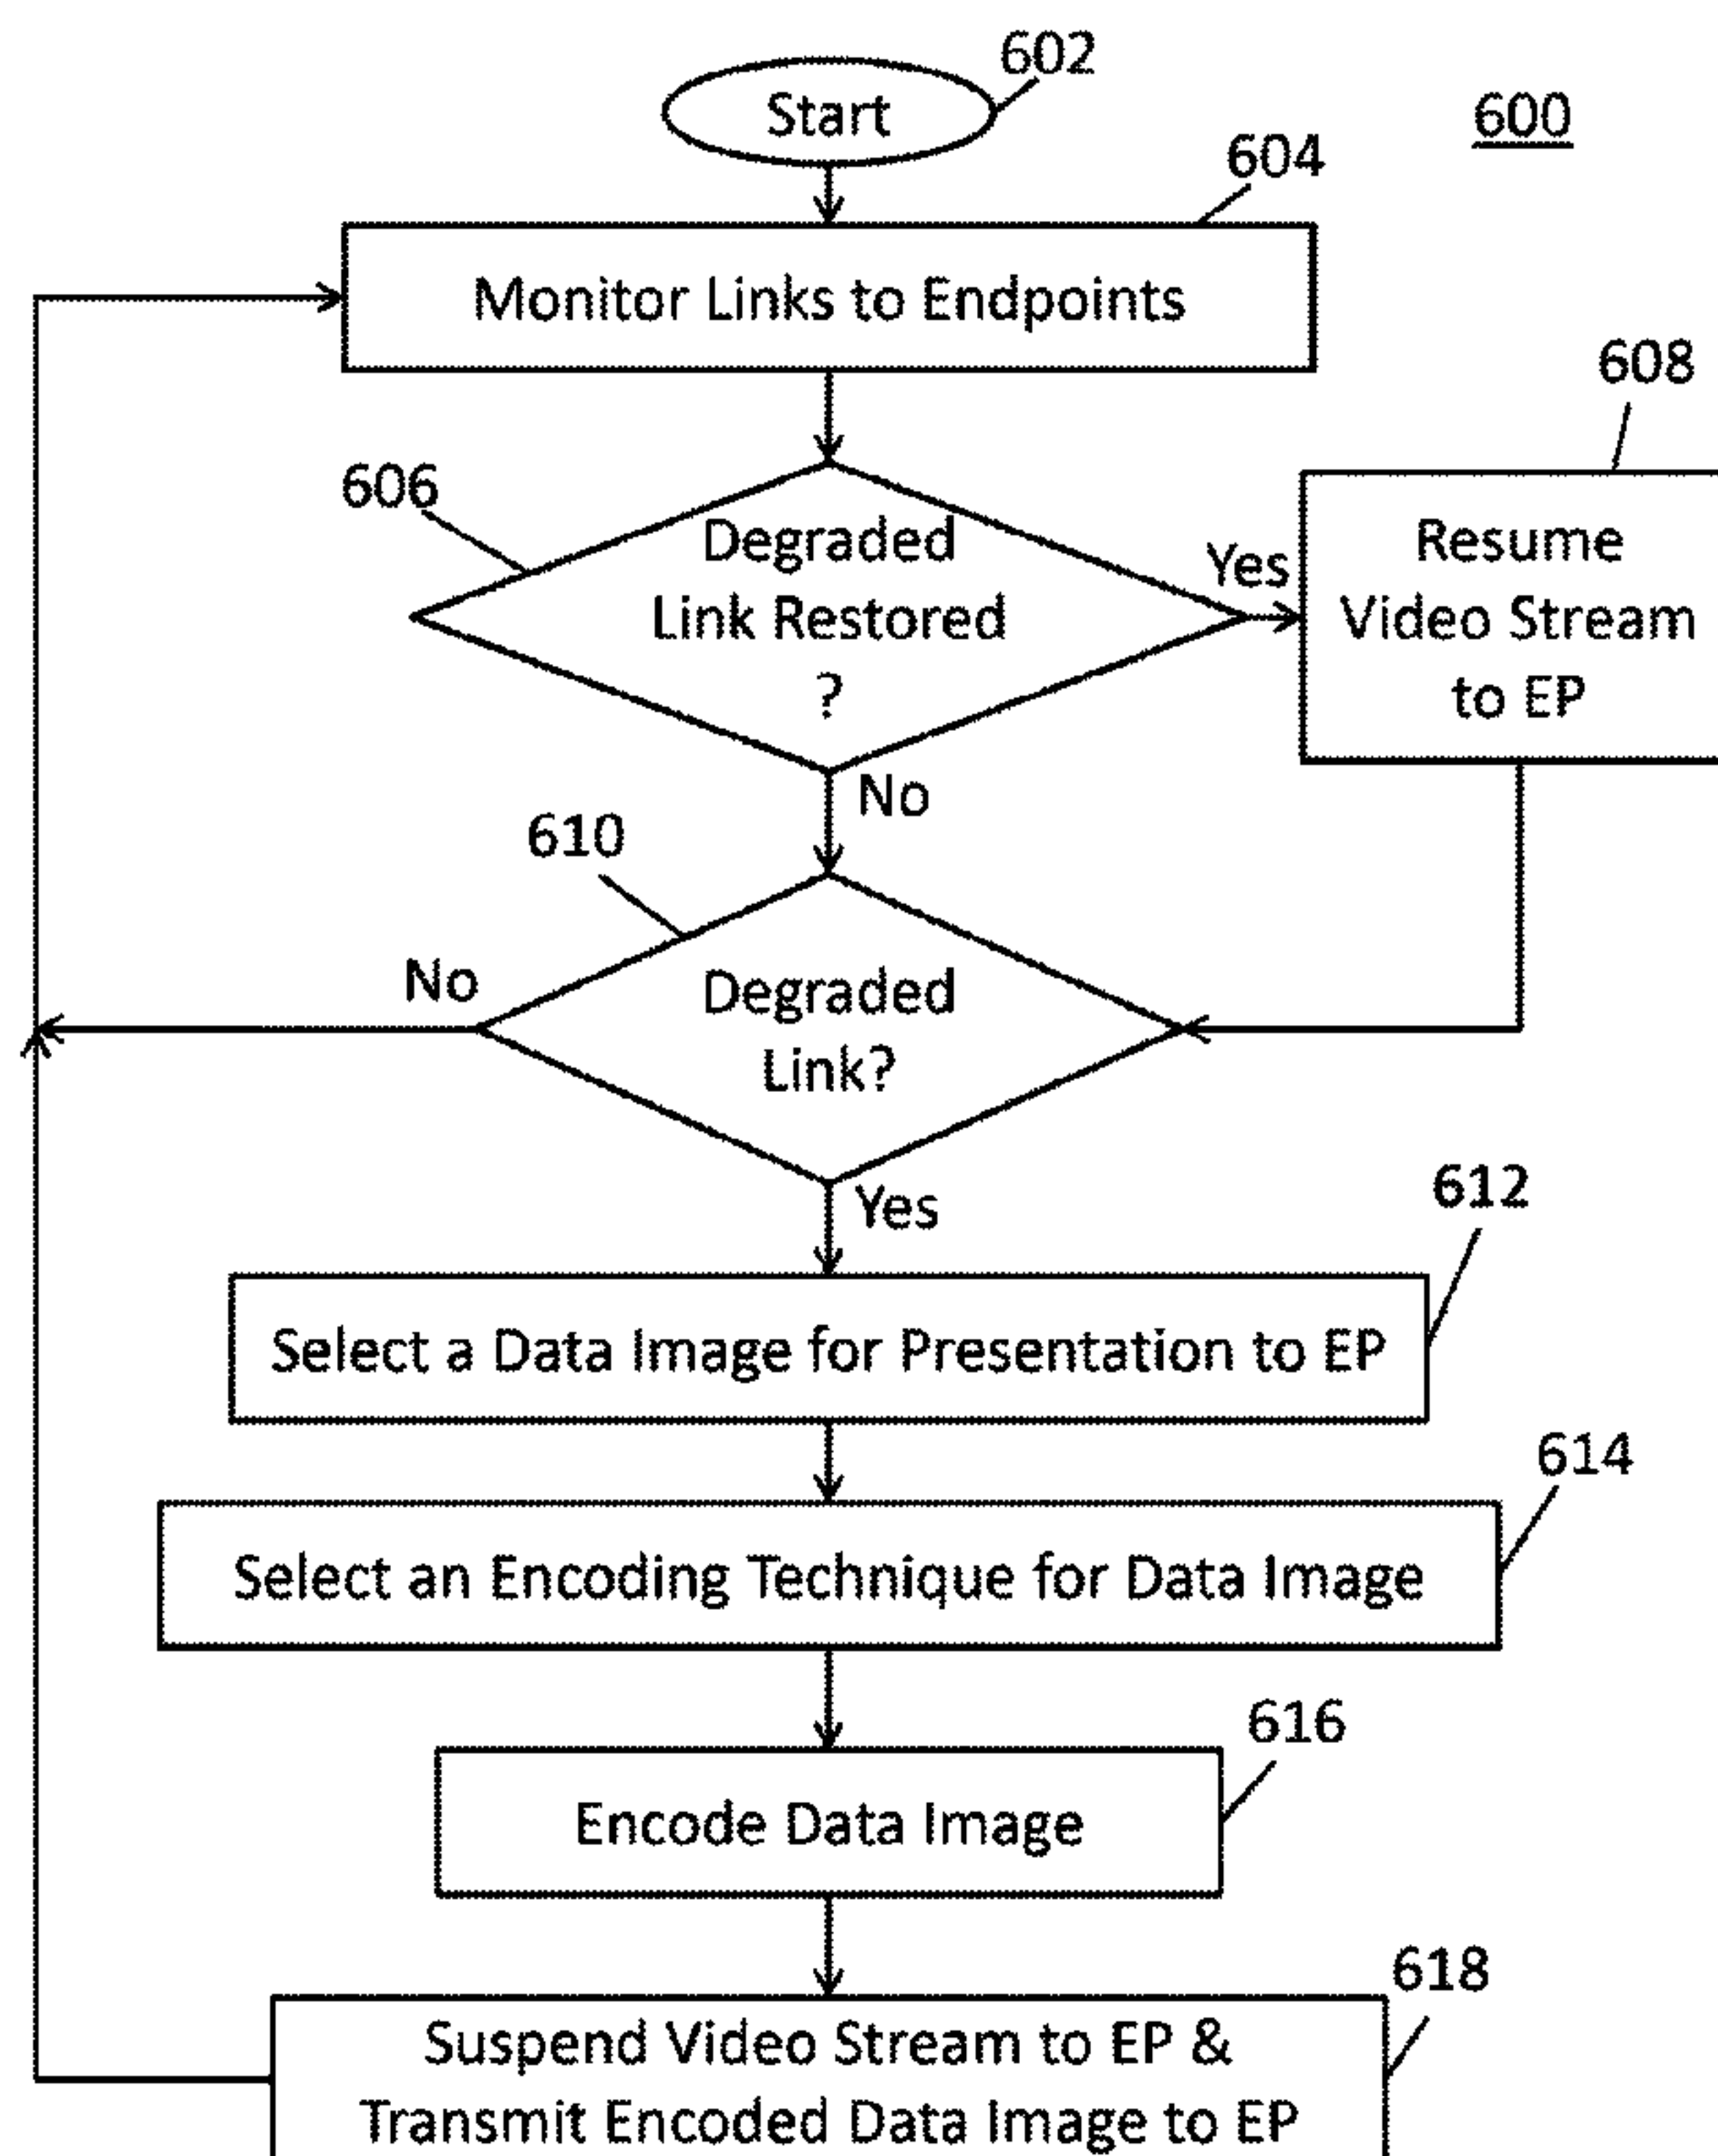 602
Start
600
604
Monitor Links to Endpoints
608
606
Degraded
Link Restored
?
Yes
Resume
Video Stream
to EP
No
610
No
Degraded
Link?
Yes
612
Select a Data Image for Presentation to EP
614
Select an Encoding Technique for Data Image
616
Encode Data Image
618
Suspend Video Stream to EP &
Transmit Encoded Data Image to EP